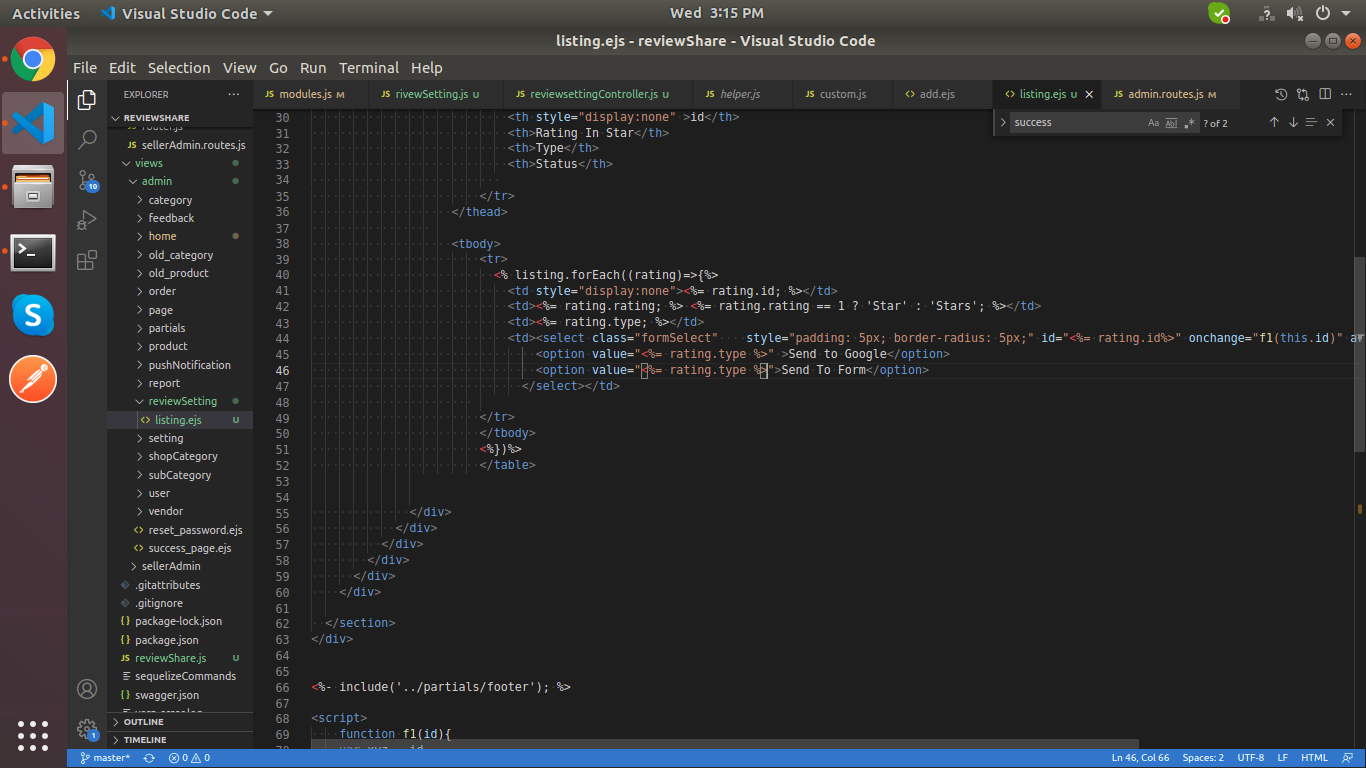 Activities
Visual Studio Code
Wed 3:15 PM
listing.ejs - reviewShare - Visual Studio Code
File Edit Selection View Go Run Terminal Help
EXPLORER
JS modules.js M
JS rivewSetting.js U
JS reviewsettingController.js U
JS helper.js
JS custom.js
<> add.ejs
<> listing.ejs U
JS admin.routes.js M
success
Aa
Abl
? of 2
REVIEWSHARE
router.js
JS sellerAdmin.routes.js
views
admin
category
feedback
home
old_category
old_product
order
page
partials
product
pushNotification
report
reviewSetting
<> listing.ejs U
setting
shopCategory
subCategory
user
vendor
<> reset_password.ejs
<> success_page.ejs
sellerAdmin
.gitattributes
.gitignore
{} package-lock.json
{} package.json
JS reviewShare.js U
sequelizeCommands
{} swagger.json
OUTLINE
TIMELINE
10
1
S
30 <th style="display:none" >id</th>
31 <th>Rating In Star</th>
32 <th>Type</th>
33 <th>Status</th>
34
35 </tr>
36 </thead>
37
38 <tbody>
39 <tr>
40 <% listing.forEach((rating)=>{%>
41 <td style="display:none"><%= rating.id; %></td>
42 <td><%= rating.rating; %> <%= rating.rating == 1 ? 'Star' : 'Stars'; %></td>
43 <td><%= rating.type; %></td>
44 <td><select class="formSelect" style="padding: 5px; border-radius: 5px;" id="<%= rating.id%>" onchange="f1(this.id)"
45 <option value="<%= rating.type %>" >Send to Google</option>
46 <option value="<%= rating.type %>">Send To Form</option>
47 </select></td>
48
49 </tr>
50 </tbody>
51 <%})%>
52 </table>
53
54
55 </div>
56 </div>
57 </div>
58 </div>
59 </div>
60 </div>
61
62 </section>
63 </div>
64
65
66 <%- include('../partials/footer'); %>
67
68 <script>
69 function f1(id){
master*
0
0
Ln 46, Col 66
Spaces: 2
UTF-8
LF
HTML